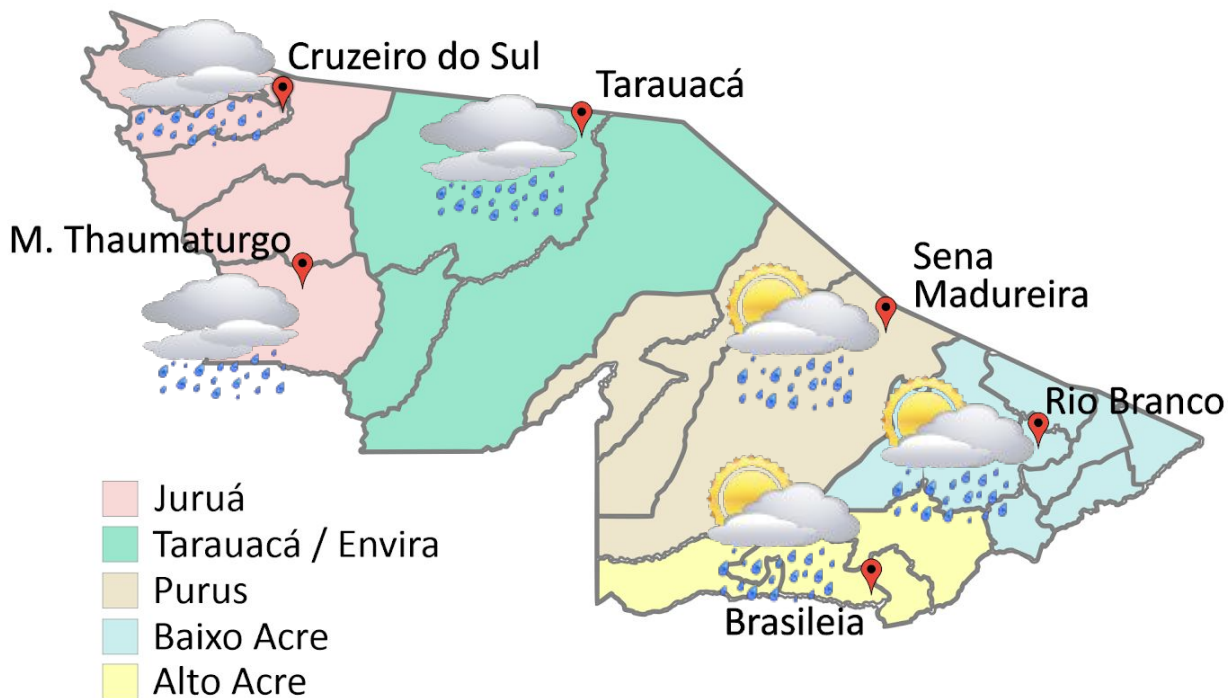 Cruzeiro do Sul
Tarauacá
M. Thaumaturgo
Sena
Madureira
Rio Branco
Brasileia
Juruá
Tarauacá / Envira
Purus
Baixo Acre
Alto Acre